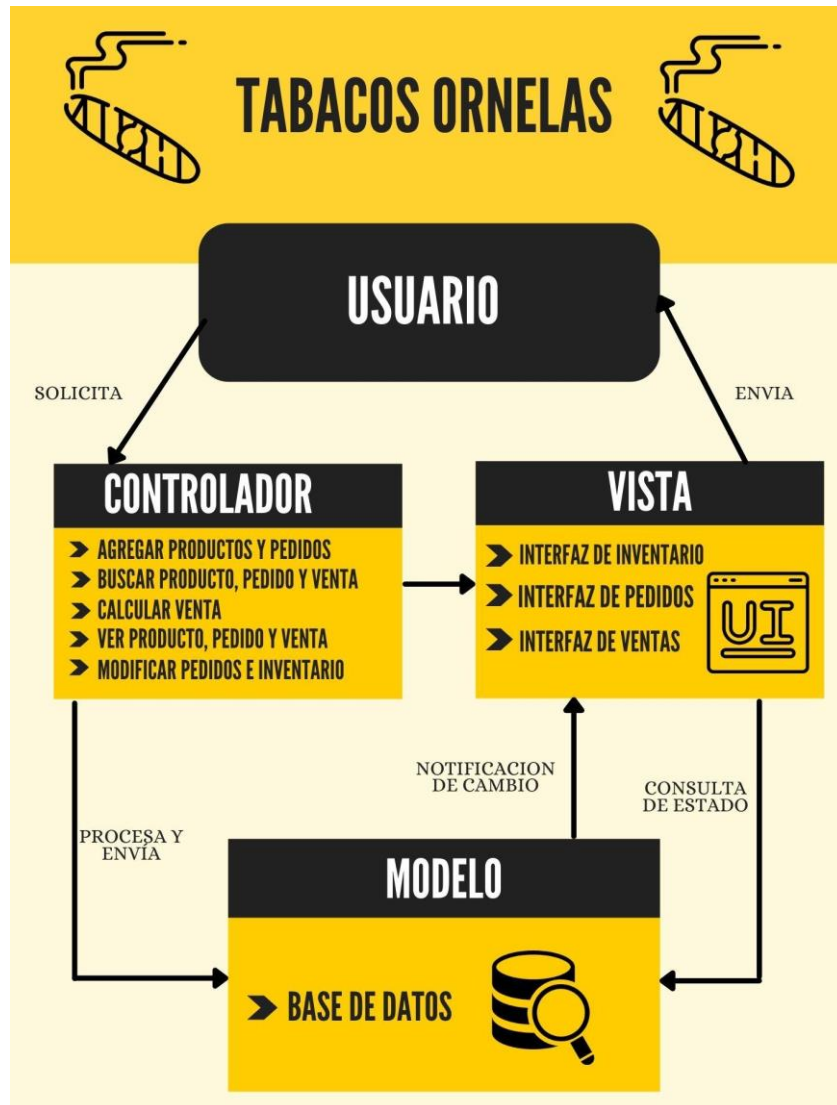 TABACOS ORNELAS
USUARIO
SOLICITA
ENVIA
CONTROLADOR
AGREGAR PRODUCTOS Y PEDIDOS
BUSCAR PRODUCTO, PEDIDO Y VENTA
CALCULAR VENTA
VER PRODUCTO, PEDIDO Y VENTA
MODIFICAR PEDIDOS E INVENTARIO
VISTA
INTERFAZ DE INVENTARIO
INTERFAZ DE PEDIDOS
INTERFAZ DE VENTAS
UI
NOTIFICACION
DE CAMBIO
CONSULTA
DE ESTADO
PROCESA Y
ENVÍA
MODELO
BASE DE DATOS